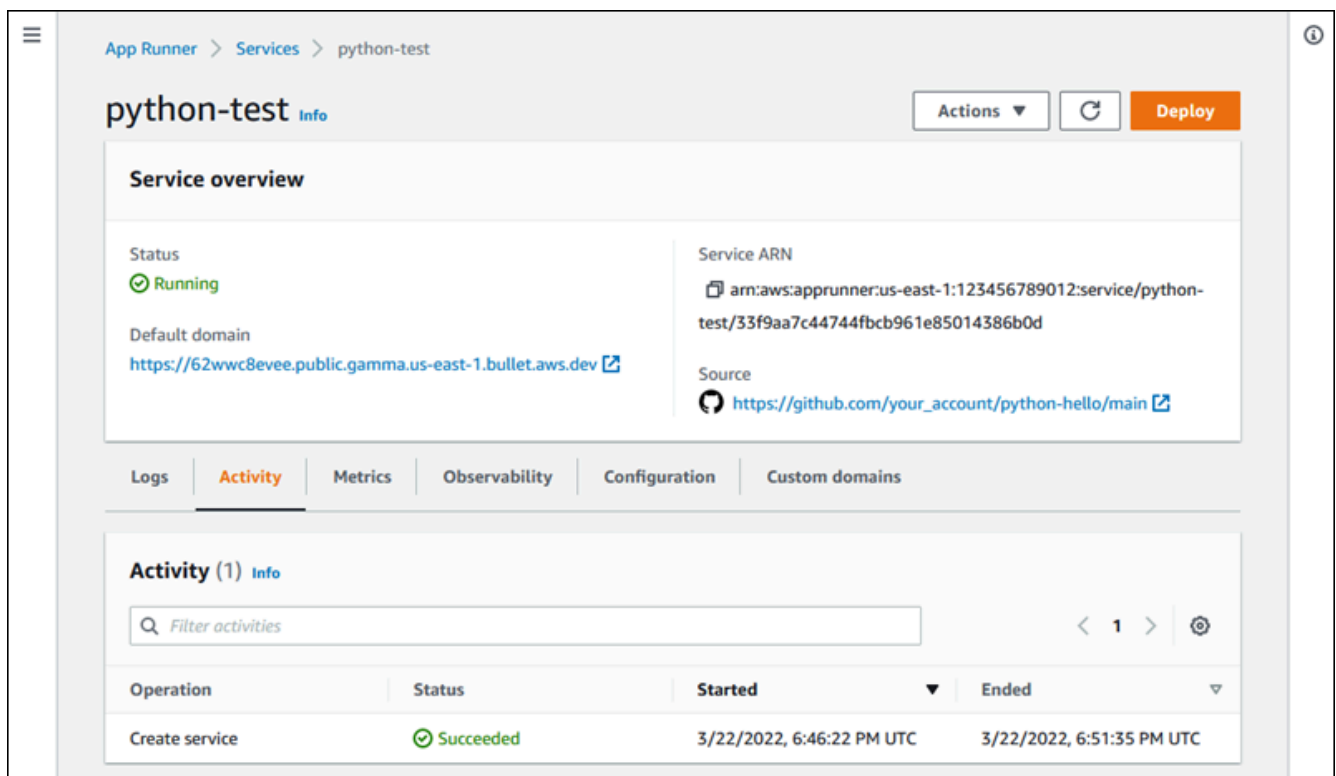 App Runner > Services > python-test
python-test Info
Actions ▼ Deploy
Service overview
Status
Running
Default domain
https://62wwc8evee.public.gamma.us-east-1.bullet.aws.dev
Service ARN
arn:aws:apprunner:us-east-1:123456789012:service/python-
test/33f9aa7c44744fbcb961e85014386b0d
Source
https://github.com/your_account/python-hello/main
Logs Activity Metrics Observability Configuration Custom domains
Activity (1) Info
Filter activities
< 1 >
Operation Status Started Ended
Create service Succeeded 3/22/2022, 6:46:22 PM UTC 3/22/2022, 6:51:35 PM UTC